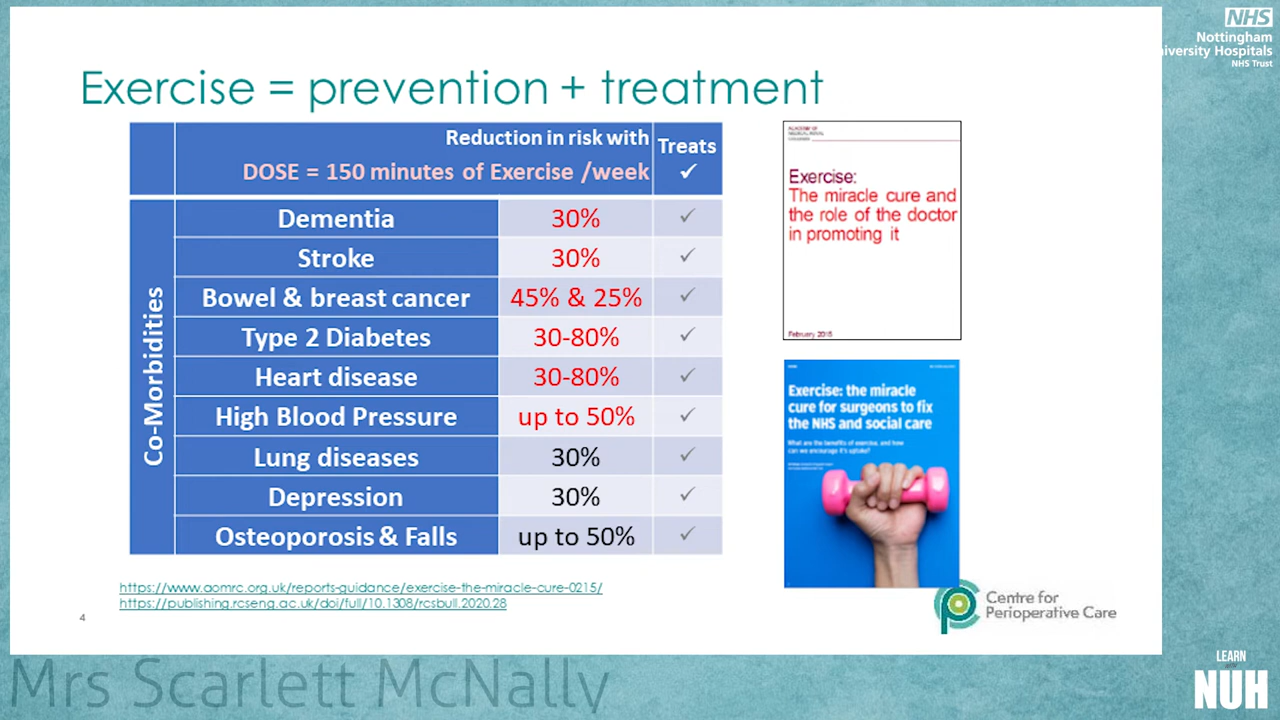 NHS
Nottingham
University Hospitals
NHS Trust
Exercise = prevention + treatment
Reduction in risk with
DOSE = 150 minutes of Exercise /week
Treats
✓
Co-Morbidities
Dementia 30% ✓
Stroke 30% ✓
Bowel & breast cancer 45% & 25% ✓
Type 2 Diabetes 30-80% ✓
Heart disease 30-80% ✓
High Blood Pressure up to 50% ✓
Lung diseases 30% ✓
Depression 30% ✓
Osteoporosis & Falls up to 50% ✓
ACADEMY OF
MEDICAL ROYAL
COLLEGES
Exercise:
The miracle cure and
the role of the doctor
in promoting it
February 2015
Exercise: the miracle
cure for surgeons to fix
the NHS and social care
What are the benefits of exercise, and how
can we encourage it's uptake?
https://www.aomrc.org.uk/reports-guidance/exercise-the-miracle-cure-0215/
https://publishing.rcseng.ac.uk/doi/full/10.1308/rcsbull.2020.28
4
Centre for
Perioperative Care
Mrs Scarlett McNally
LEARN
NUH